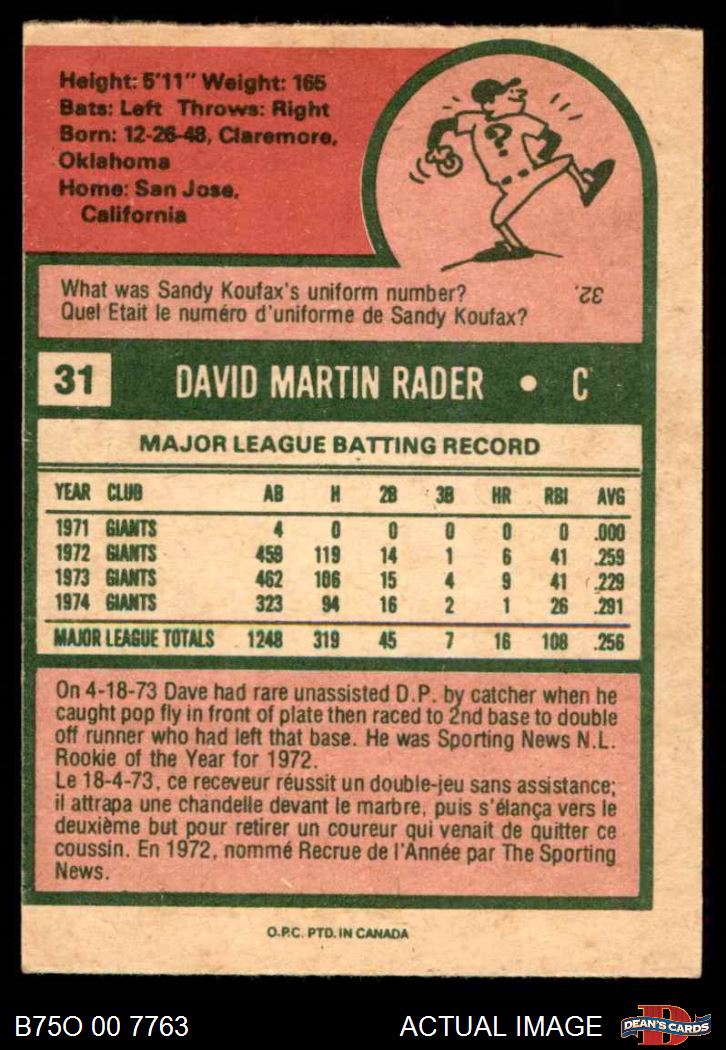 Height: 5'11" Weight: 165
Bats: Left Throws: Right
Born: 12-26-48, Claremore,
Oklahoma
Home: San Jose,
California
?
What was Sandy Koufax's uniform number?
Quel Etait le numéro d'uniforme de Sandy Koufax?
32.
31 DAVID MARTIN RADER • C
MAJOR LEAGUE BATTING RECORD
YEAR CLUB AB H 2B 3B HR RBI AVG
1971 GIANTS 4 0 0 0 0 0 .000
1972 GIANTS 459 119 14 1 6 41 .259
1973 GIANTS 462 106 15 4 9 41 .229
1974 GIANTS 323 94 16 2 1 26 .291
MAJOR LEAGUE TOTALS 1248 319 45 7 16 108 .256
On 4-18-73 Dave had rare unassisted D.P. by catcher when he
caught pop fly in front of plate then raced to 2nd base to double
off runner who had left that base. He was Sporting News N.L.
Rookie of the Year for 1972.
Le 18-4-73, ce receveur réussit un double-jeu sans assistance;
il attrapa une chandelle devant le marbre, puis s'élança vers le
deuxième but pour retirer un coureur qui venait de quitter ce
coussin. En 1972, nommé Recrue de l'Année par The Sporting
News.
O.P.C. PTD. IN CANADA
B75O 00 7763
ACTUAL IMAGE
D
DEAN'S CARDS